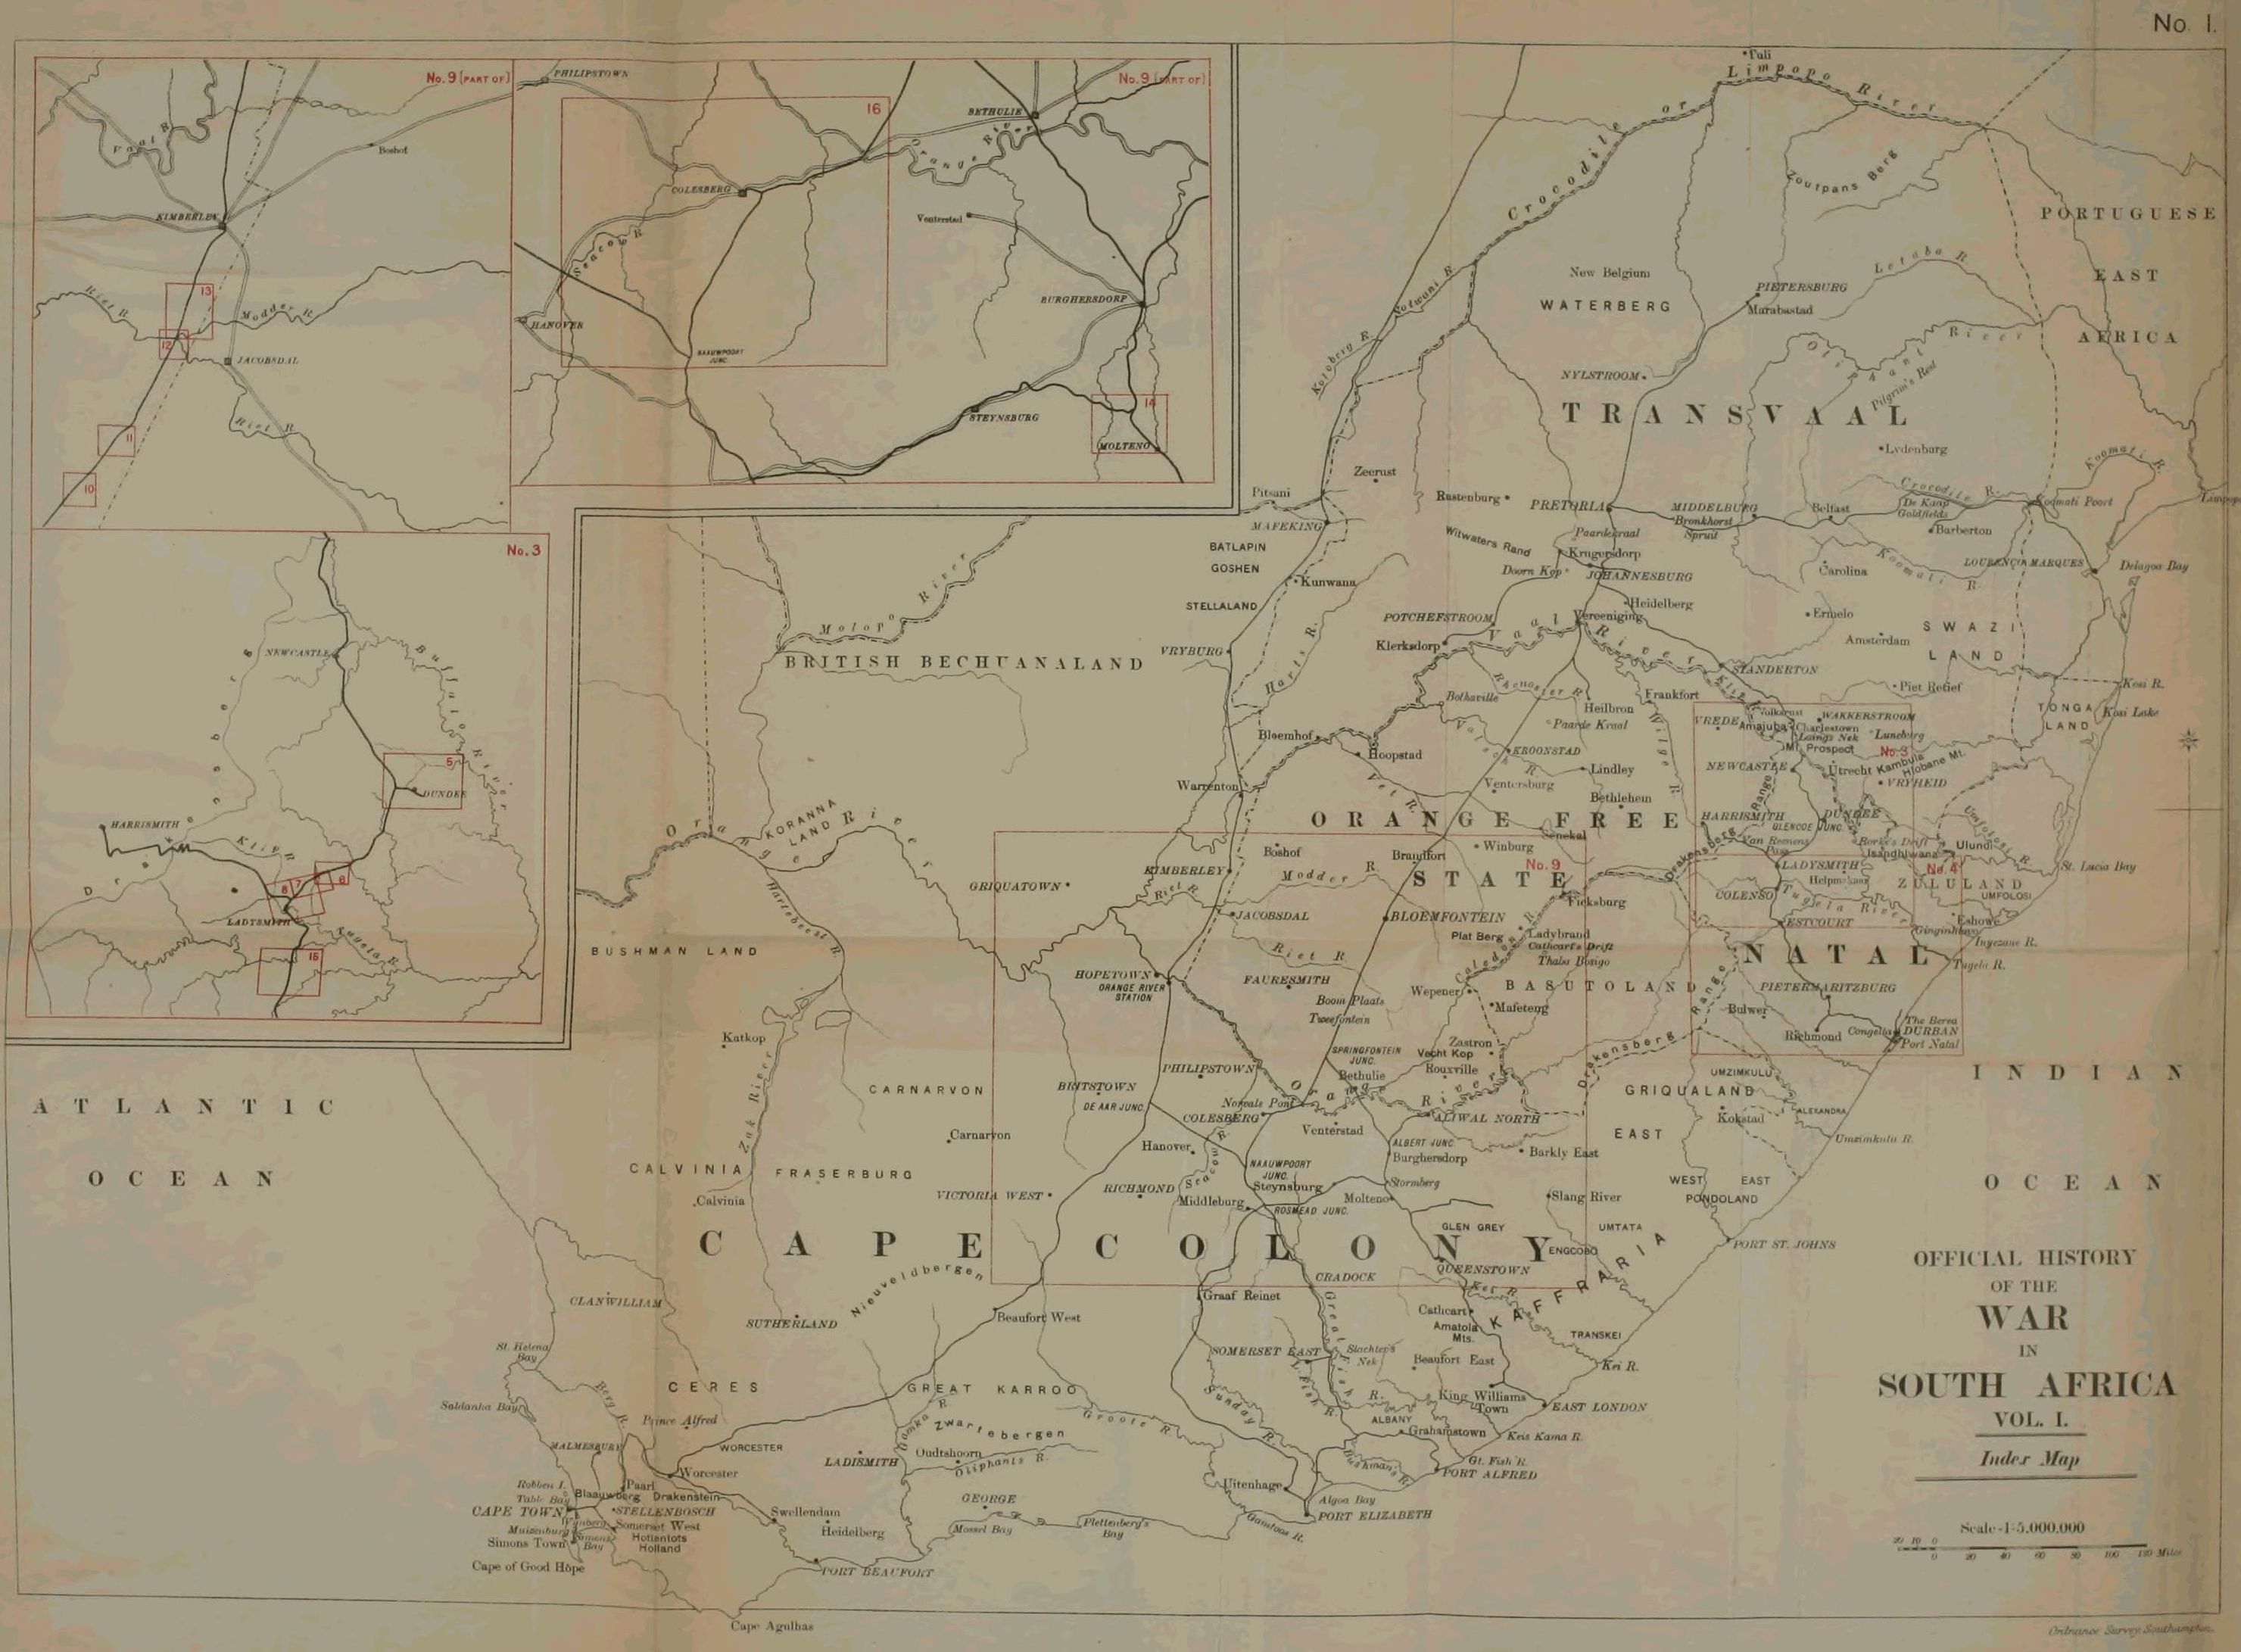 No. 1.
No. 9 (PART OF)
Vaal R.
Boshof
KIMBERLEY
13
Riet R.
Modder R.
12
JACOBSDAL
Riet R.
11
10
No. 9 (PART OF)
PHILIPSTOWN
16
BETHULIE
Orange River
COLESBERG
Venterstad
Seacow R.
BURGHERSDORP
HANOVER
NAAUWPOORT
JUNC.
STEYNSBURG
14
MOLTENO
No. 3
NEWCASTLE
Buffalo River
5
DUNDEE
HARRISMITH
Klip R.
Drakensberg
8
7
6
LADYSMITH
Tugela R.
15
Tuli
Crocodile or Limpopo River
Zoutpans Berg
PORTUGUESE
EAST
AFRICA
Notwani R.
New Belgium
WATERBERG
PIETERSBURG
Marabastad
Letaba R.
Olifants River
Pilgrim's Rest
NYLSTROOM
TRANSVAAL
Lydenburg
Koomati R.
Zeerust
Pitsani
Rustenburg
PRETORIA
MIDDELBURG
Bronkhorst
Spruit
Belfast
Crocodile R.
De Kaap
Goldfields
Koomati Poort
MAFEKING
Barberton
BATLAPIN
GOSHEN
Witwaters Rand
Paardekraal
Krugersdorp
Doorn Kop
JOHANNESBURG
Carolina
Koomati R.
LOURENÇO MARQUES
Delagoa Bay
Kunwana
STELLALAND
POTCHEFSTROOM
Heidelberg
Vereeniging
Ermelo
Klerksdorp
Vaal River
Amsterdam
SWAZI
LAND
Molopo River
BRITISH BECHUANALAND
VRYBURG
Harts R.
STANDERTON
Piet Retief
Kosi R.
Bothaville
Rhenoster R.
Heilbron
Frankfort
Klip R.
TONGA
LAND
Kosi Lake
Paarde Kraal
Wilge R.
VREDE
Volksrust
WAKKERSTROOM
Amajuba
Charlestown
Laings Nek
Luneburg
Mt. Prospect
No. 3
Bloemhof
Hoopstad
Valsch R.
KROONSTAD
NEWCASTLE
Utrecht
Kambula
Hlobane Mt.
VRYHEID
Lindley
Warrenton
Vet R.
Ventersburg
Bethlehem
ORANGE FREE
STATE
HARRISMITH
DUNDEE
GLENCOE JUNC.
Orange River
KORANNA
LAND
Senekal
Winburg
No. 9
Boshof
Brandfort
Drakensberg Range
Van Reenens
Pass
Rorke's Drift
Isandhlwana
Ulundi
Umfolosi R.
St. Lucia Bay
KIMBERLEY
Modder R.
LADYSMITH
Helpmakaar
No. 4
ZULULAND
UMFOLOSI
GRIQUATOWN
Riet R.
JACOBSDAL
BLOEMFONTEIN
Ficksburg
COLENSO
Tugela River
ESTCOURT
Eshowe
Ginginhlovo
Inyezane R.
Hartebeest R.
BUSHMAN LAND
Plat Berg
Ladybrand
Cathcart's Drift
Thaba Bosigo
Caledon R.
NATAL
Tugela R.
HOPETOWN
ORANGE RIVER
STATION
Riet R.
FAURESMITH
Boom Plaats
Tweefontein
Wepener
BASUTOLAND
Mafeteng
PIETERMARITZBURG
Bulwer
Richmond
Congella
The Berea
DURBAN
Port Natal
Katkop
SPRINGFONTEIN
JUNC.
Zastron
Vecht Kop
Rouxville
Drakensberg Range
PHILIPSTOWN
Bethulie
Orange River
CARNARVON
BRITSTOWN
DE AAR JUNC.
Norvals Pont
COLESBERG
ALIWAL NORTH
UMZIMKULU
GRIQUALAND
EAST
Kokstad
ALEXANDRA
Umzimkulu R.
Zak River
Carnarvon
Hanover
Venterstad
ALBERT JUNC.
Burghersdorp
Barkly East
CALVINIA
FRASERBURG
Calvinia
VICTORIA WEST
RICHMOND
Seacow R.
NAAUWPOORT
JUNC.
Steynsburg
Stormberg
Molteno
Middleburg
ROSMEAD JUNC.
Slang River
WEST
EAST
PONDOLAND
CAPE COLONY
GLEN GREY
UMTATA
ENGCOBO
PORT ST. JOHNS
Nieuveldbergen
CRADOCK
QUEENSTOWN
Kei R.
KAFFRARIA
ATLANTIC
OCEAN
INDIAN
OCEAN
CLANWILLIAM
SUTHERLAND
Beaufort West
Graaf Reinet
Cathcart
Amatola
Mts.
TRANSKEI
St. Helena
Bay
SOMERSET EAST
Slachter's
Nek
Beaufort East
Kei R.
CERES
GREAT KARROO
Great Fish R.
L. Fish R.
King Williams
Town
EAST LONDON
Saldanha Bay
Berg R.
Prince Alfred
Gamka R.
Zwartebergen
Groote R.
Sunday R.
ALBANY
Grahamstown
Keis Kama R.
MALMESBURY
WORCESTER
Worcester
LADISMITH
Oudtshoorn
Oliphants R.
Bushmans R.
Gt. Fish R.
PORT ALFRED
Uitenhage
Robben I.
Table Bay
Blaauwberg
Paarl
Drakenstein
CAPE TOWN
STELLENBOSCH
Wynberg
Muizenburg
Somerset West
Simons Town
Simons
Bay
Hottentots
Holland
Cape of Good Hope
Swellendam
Heidelberg
GEORGE
Mossel Bay
Plettenberg's
Bay
Gamtoos R.
Algoa Bay
PORT ELIZABETH
PORT BEAUFORT
Cape Agulhas
OFFICIAL HISTORY
OF THE
WAR
IN
SOUTH AFRICA
VOL. I.
Index Map
Scale-1:5,000,000
20 10 0
0 20 40 60 80 100 120 Miles
Ordnance Survey, Southampton.